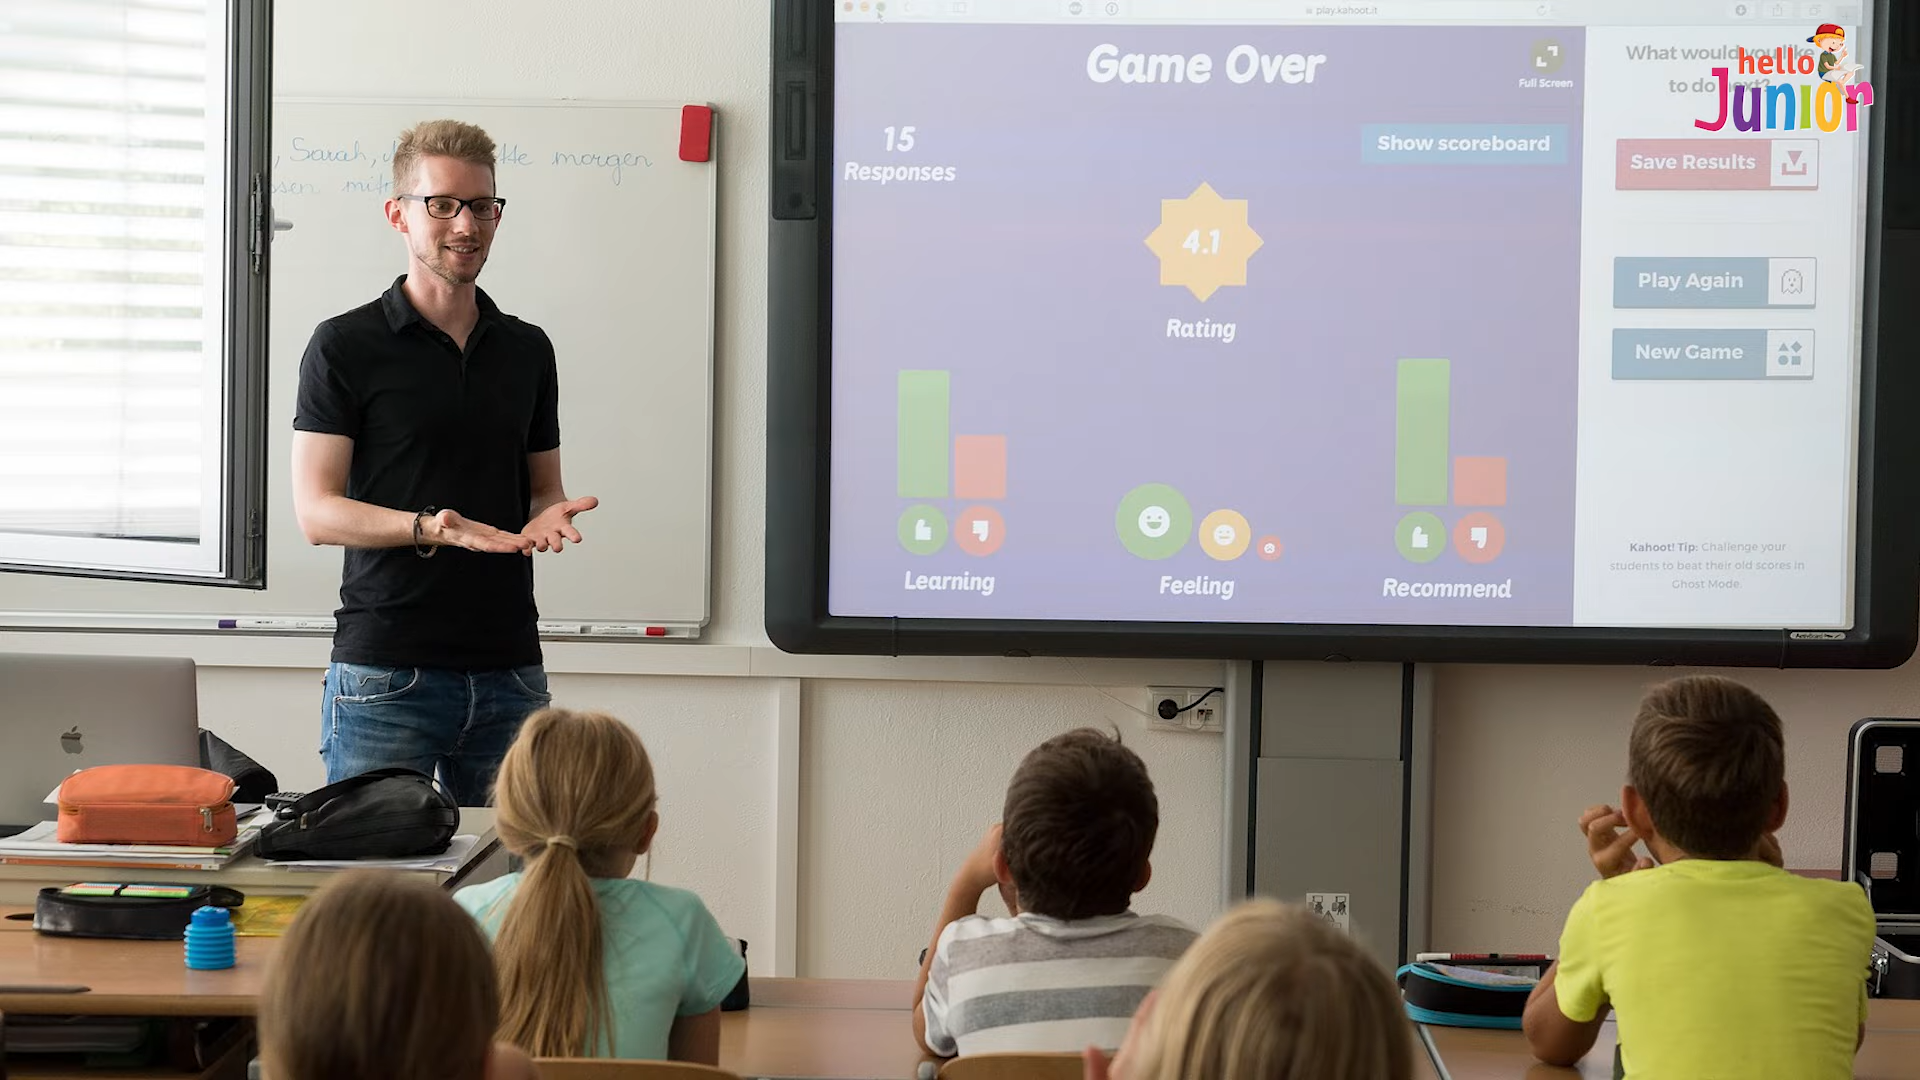 play.kahoot.it
Game Over
Full Screen
15
Responses
Show scoreboard
4.1
Rating
Learning
Feeling
Recommend
What would you like
to do next?
Save Results
Play Again
New Game
Kahoot! Tip: Challenge your
students to beat their old scores in
Ghost Mode.
hello
Junior
, Sarah, morgen